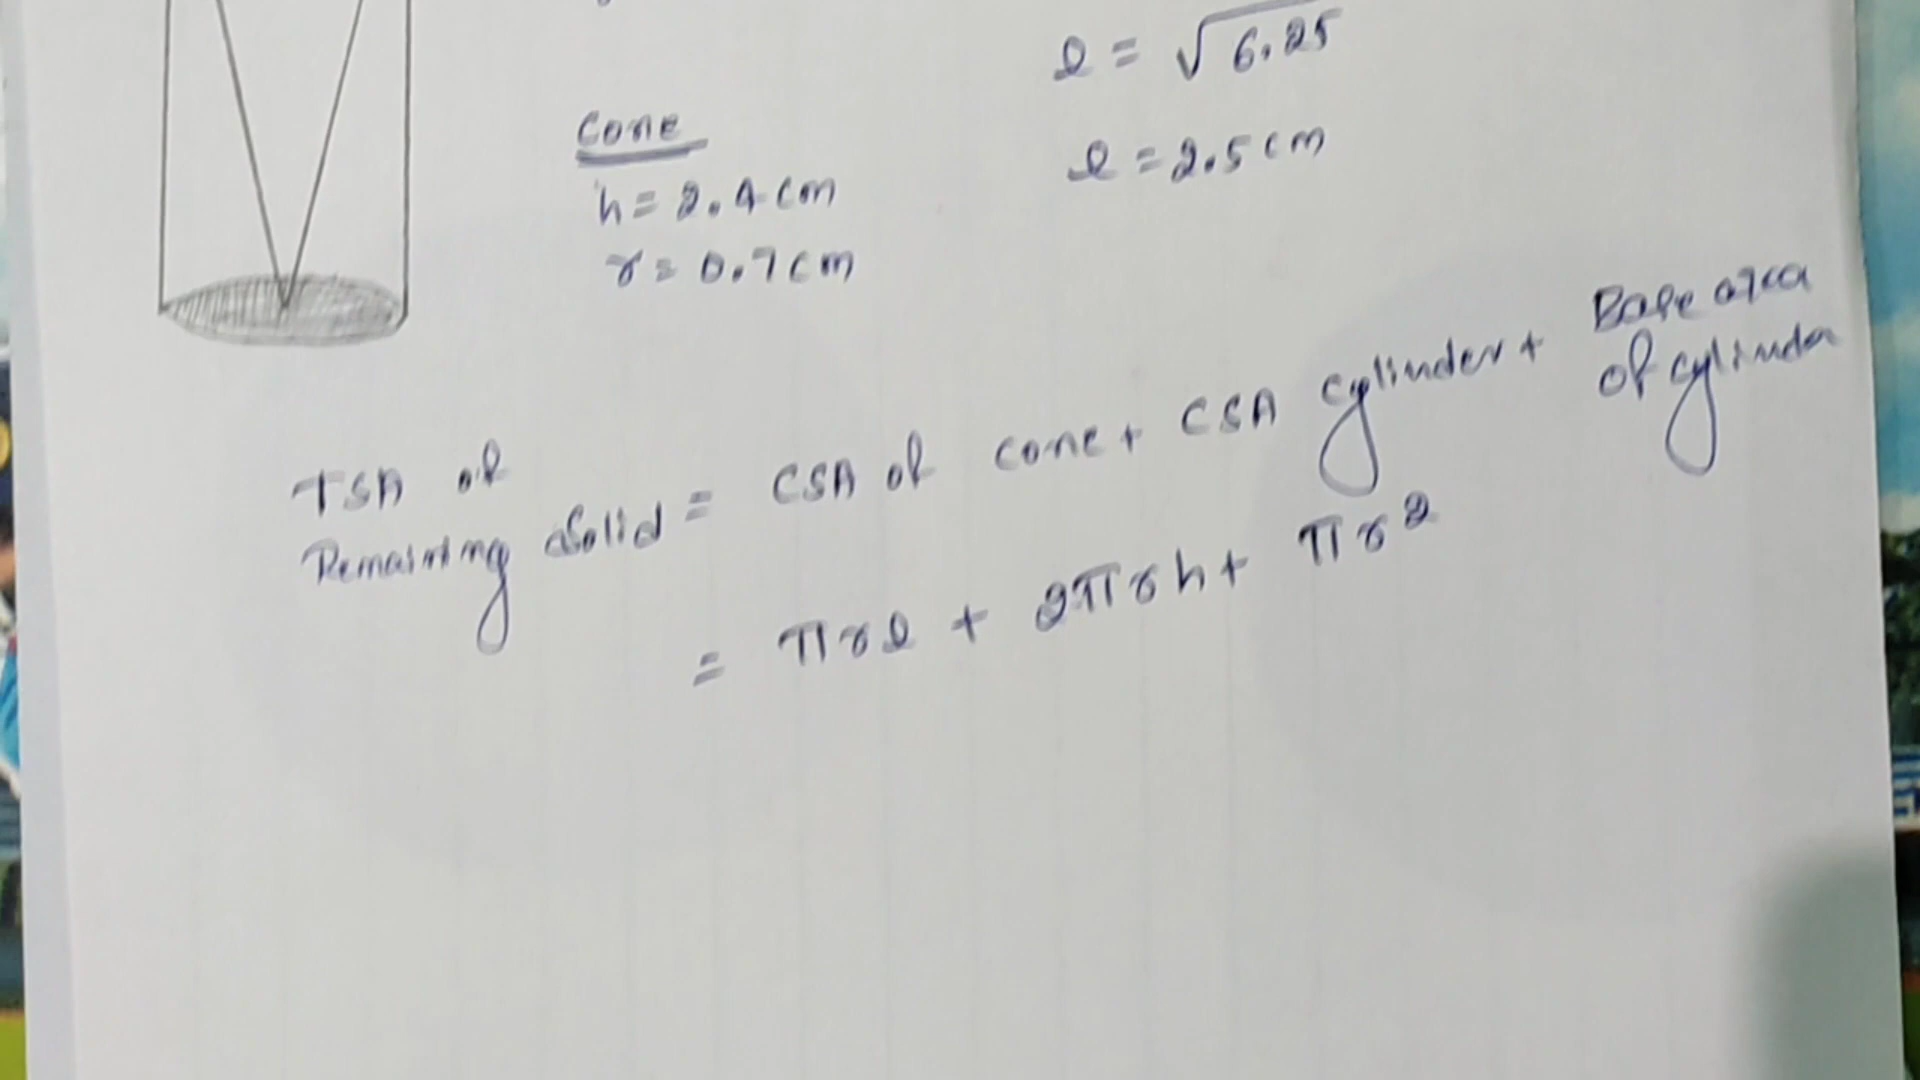 l = √6.25
Cone
l = 2.5 cm
h = 2.4 cm
r = 0.7 cm
TSA of Remaining Solid = CSA of cone + CSA cylinder + Base area of cylinder
= πrl + 2πrh + πr²